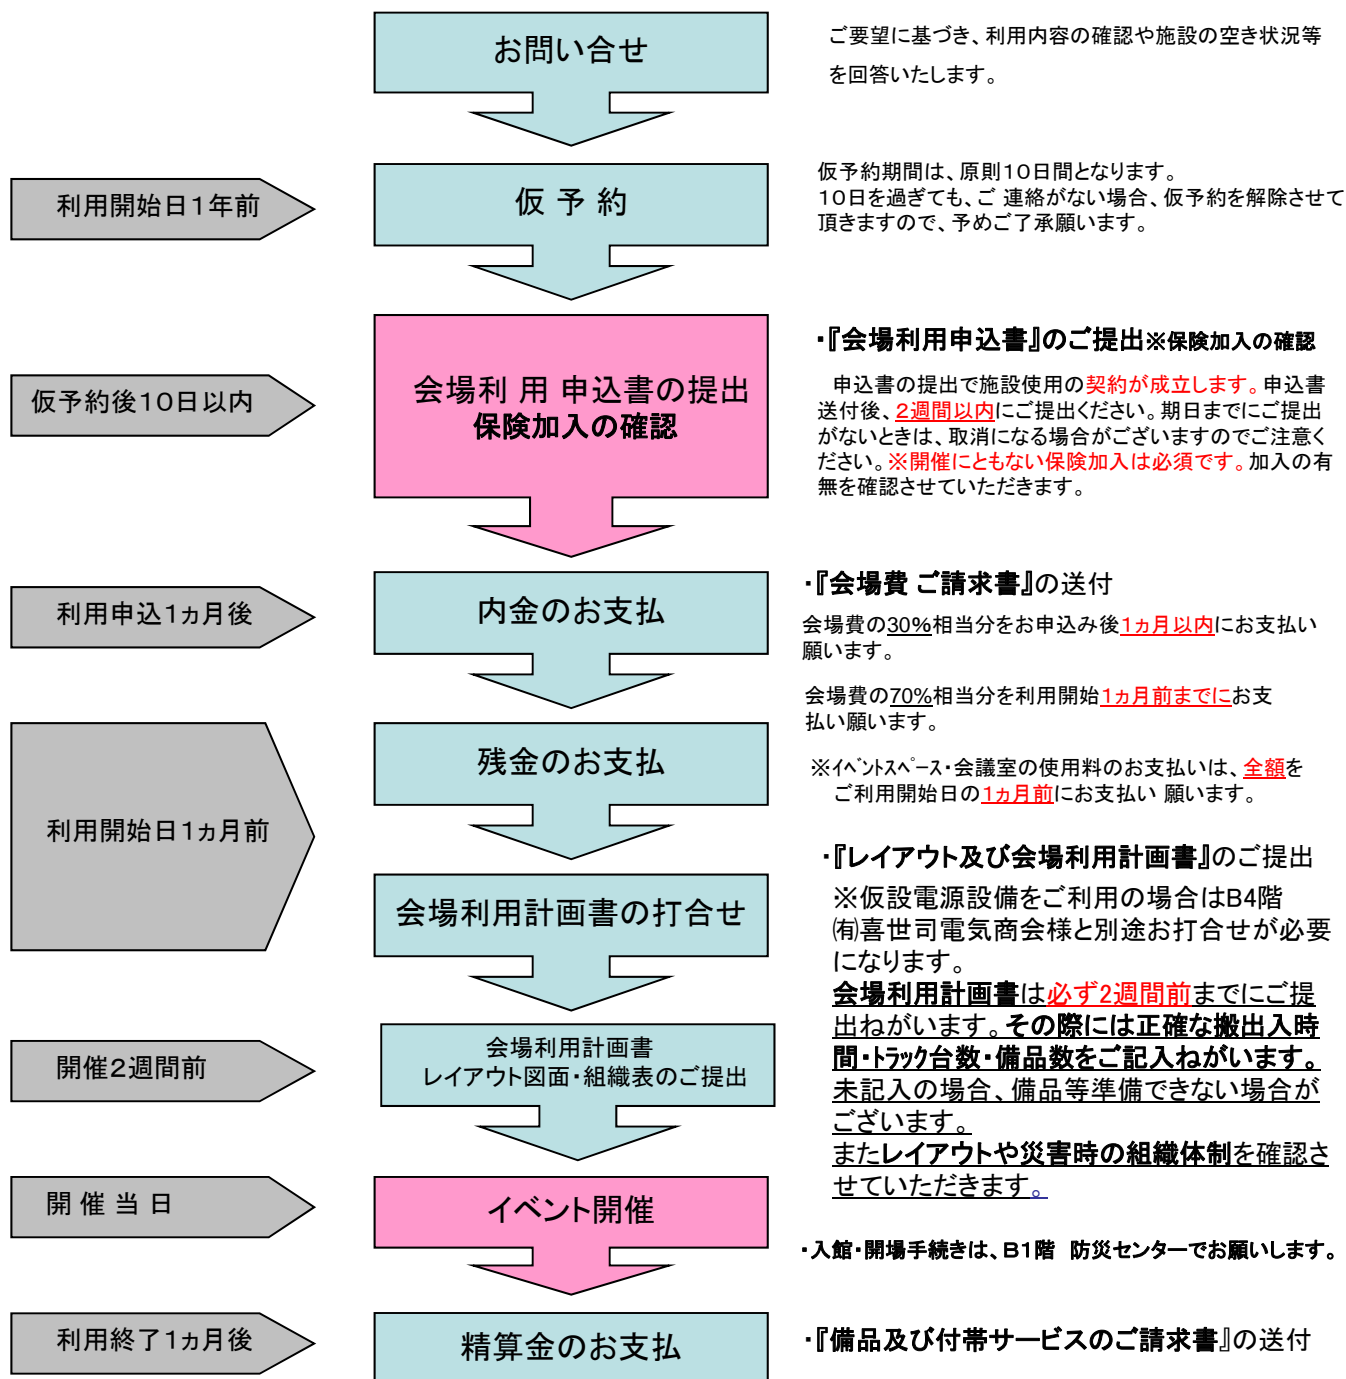 お問い合せ
ご要望に基づき、利用内容の確認や施設の空き状況等
を回答いたします。
利用開始日1年前
仮 予 約
仮予約期間は、原則10日間となります。
10日を過ぎても、ご 連絡がない場合、仮予約を解除させて
頂きますので、予めご了承願います。
仮予約後10日以内
会場利 用 申込書の提出
保険加入の確認
・『会場利用申込書』のご提出※保険加入の確認
申込書の提出で施設使用の契約が成立します。申込書
送付後、2週間以内にご提出ください。期日までにご提出
がないときは、取消になる場合がございますのでご注意く
ださい。※開催にともない保険加入は必須です。加入の有
無を確認させていただきます。
利用申込1ヵ月後
内金のお支払
・『会場費 ご請求書』の送付
会場費の30%相当分をお申込み後1ヵ月以内にお支払い
願います。
利用開始日1ヵ月前
残金のお支払
会場費の70%相当分を利用開始1ヵ月前までにお支
払い願います。
※ｲﾍﾞﾝﾄｽﾍﾟｰｽ・会議室の使用料のお支払いは、全額を
ご利用開始日の1ヵ月前にお支払い 願います。
会場利用計画書の打合せ
・『レイアウト及び会場利用計画書』のご提出
※仮設電源設備をご利用の場合はB4階
㈲喜世司電気商会様と別途お打合せが必要
になります。
会場利用計画書は必ず2週間前までにご提
出ねがいます。その際には正確な搬出入時
間・ﾄﾗｯｸ台数・備品数をご記入ねがいます。
未記入の場合、備品等準備できない場合が
ございます。
またレイアウトや災害時の組織体制を確認さ
せていただきます。
開催2週間前
会場利用計画書
レイアウト図面・組織表のご提出
開 催 当 日
イベント開催
・入館・開場手続きは、B1階 防災センターでお願いします。
利用終了1ヵ月後
精算金のお支払
・『備品及び付帯サービスのご請求書』の送付